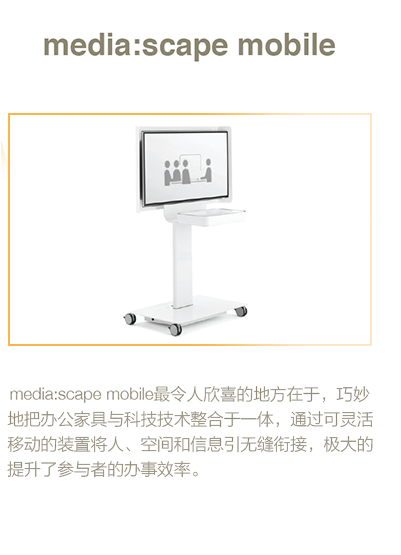 media:scape mobile
media:scape mobile最令人欣喜的地方在于，巧妙
地把办公家具与科技技术整合于一体，通过可灵活
移动的装置将人、空间和信息引无缝衔接，极大的
提升了参与者的办事效率。